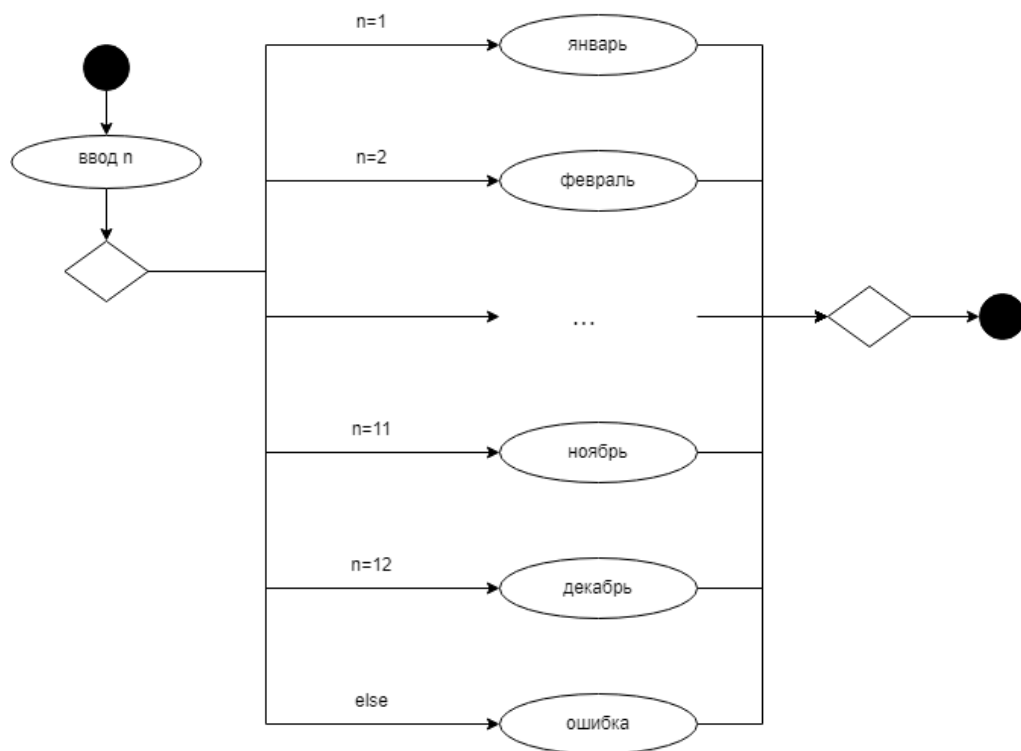 n=1
январь
ввод n
n=2
февраль
...
n=11
ноябрь
n=12
декабрь
else
ошибка